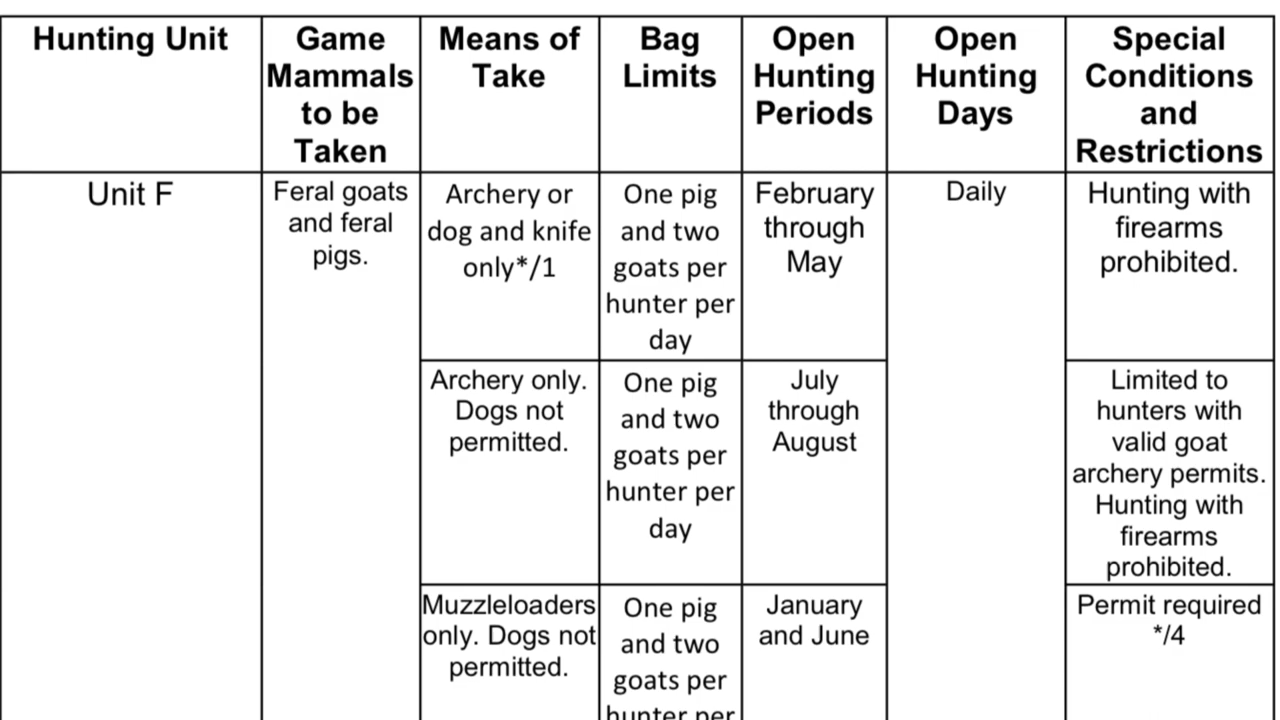 Hunting Unit
Game
Mammals
to be
Taken
Means of
Take
Bag
Limits
Open
Hunting
Periods
Open
Hunting
Days
Special
Conditions
and
Restrictions
Unit F
Feral goats
and feral
pigs.
Archery or
dog and knife
only*/1
One pig
and two
goats per
hunter per
day
February
through
May
Daily
Hunting with
firearms
prohibited.
Archery only.
Dogs not
permitted.
One pig
and two
goats per
hunter per
day
July
through
August
Limited to
hunters with
valid goat
archery permits.
Hunting with
firearms
prohibited.
Muzzleloaders
only. Dogs not
permitted.
One pig
and two
goats per
hunter per
January
and June
Permit required
*/4